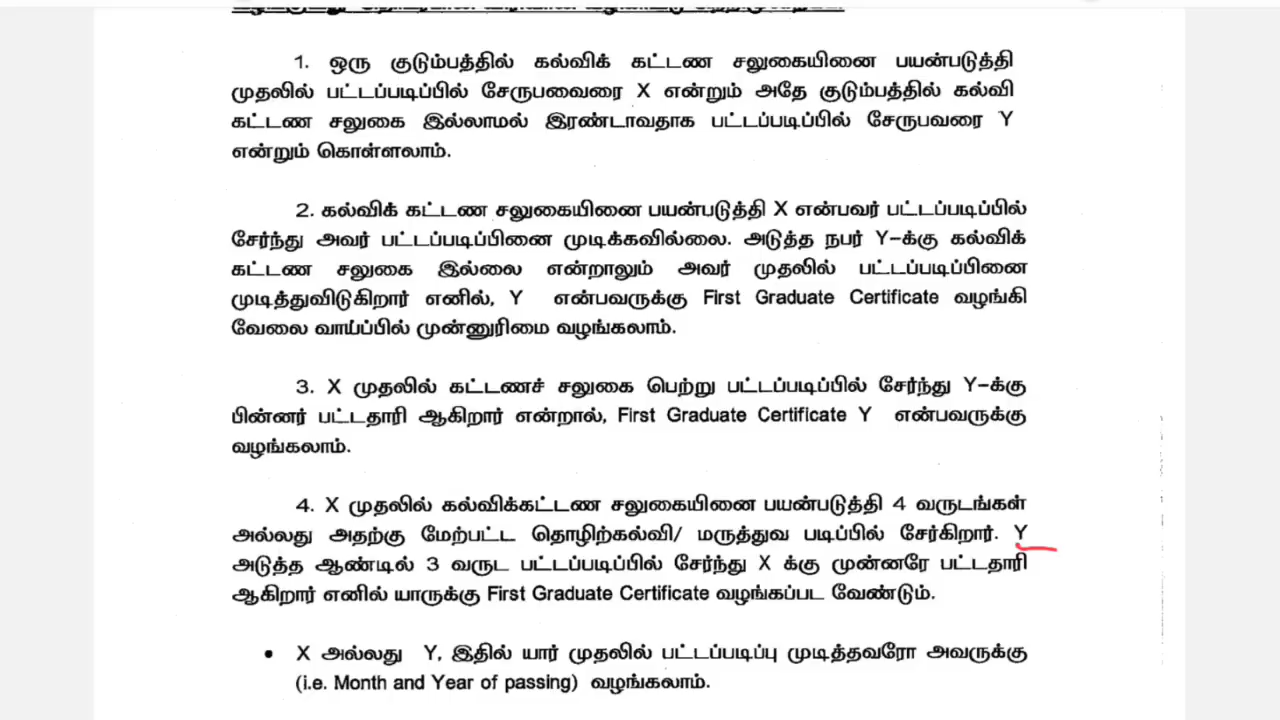 1. ஒரு குடும்பத்தில் கல்விக் கட்டண சலுகையினை பயன்படுத்தி
முதலில் பட்டப்படிப்பில் சேருபவைரை X என்றும் அதே குடும்பத்தில் கல்வி
கட்டண சலுகை இல்லாமல் இரண்டாவதாக பட்டப்படிப்பில் சேருபவரை Y
என்றும் கொள்ளலாம்.
2. கல்விக் கட்டண சலுகையினை பயன்படுத்தி X என்பவர் பட்டப்படிப்பில்
சேர்ந்து அவர் பட்டப்படிப்பினை முடிக்கவில்லை. அடுத்த நபர் Y-க்கு கல்விக்
கட்டண சலுகை இல்லை என்றாலும் அவர் முதலில் பட்டப்படிப்பினை
முடித்துவிடுகிறார் எனில், Y என்பவருக்கு First Graduate Certificate வழங்கி
வேலை வாய்ப்பில் முன்னுரிமை வழங்கலாம்.
3. X முதலில் கட்டணச் சலுகை பெற்று பட்டப்படிப்பில் சேர்ந்து Y-க்கு
பின்னர் பட்டதாரி ஆகிறார் என்றால், First Graduate Certificate Y என்பவருக்கு
வழங்கலாம்.
4. X முதலில் கல்விக்கட்டண சலுகையினை பயன்படுத்தி 4 வருடங்கள்
அல்லது அதற்கு மேற்பட்ட தொழிற்கல்வி/ மருத்துவ படிப்பில் சேர்கிறார். Y
அடுத்த ஆண்டில் 3 வருட பட்டப்படிப்பில் சேர்ந்து X க்கு முன்னரே பட்டதாரி
ஆகிறார் எனில் யாருக்கு First Graduate Certificate வழங்கப்பட வேண்டும்.
• X அல்லது Y, இதில் யார் முதலில் பட்டப்படிப்பு முடித்தவரோ அவருக்கு
(i.e. Month and Year of passing) வழங்கலாம்.